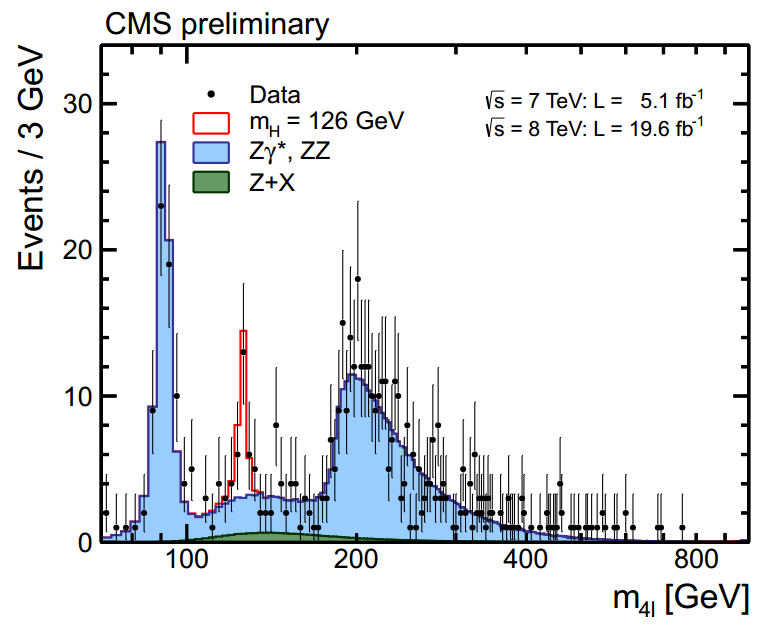 CMS preliminary
Events / 3 GeV
30
20
10
0
Data
m_H = 126 GeV
Zγ*, ZZ
Z+X
√s = 7 TeV: L = 5.1 fb⁻¹
√s = 8 TeV: L = 19.6 fb⁻¹
100 200 400 800
m_4l [GeV]